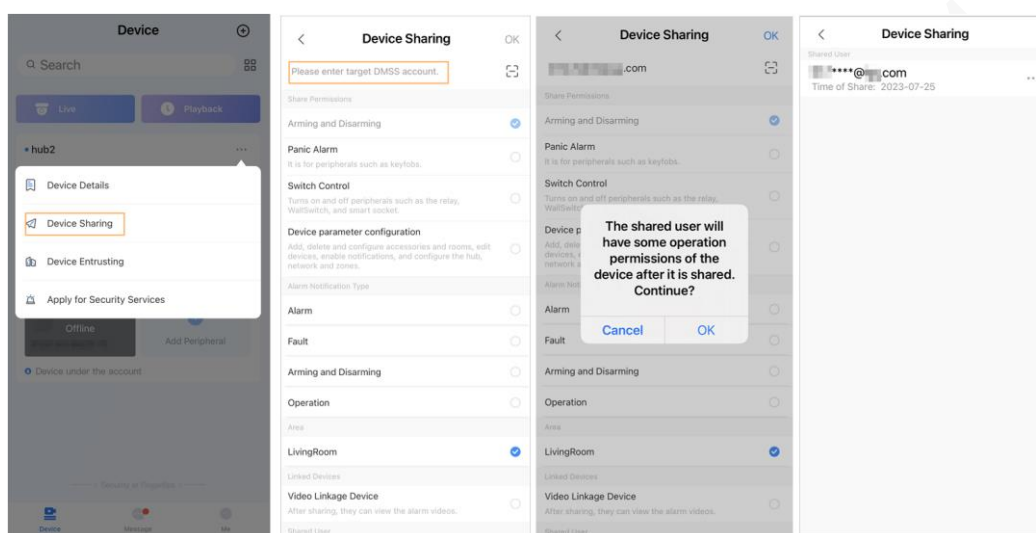 Device
Search
Live
Playback
hub2
Device Details
Device Sharing
Device Entrusting
Apply for Security Services
Offline
Add Peripheral
Device under the account
Device
Message
Me
Device Sharing
OK
Please enter target DMSS account.
Share Permissions
Arming and Disarming
Panic Alarm
It is for peripherals such as keyfobs.
Switch Control
Turns on and off peripherals such as the relay,
WallSwitch, and smart socket.
Device parameter configuration
Add, delete and configure accessories and rooms, edit
devices, enable notifications, and configure the hub,
network and zones.
Alarm Notification Type
Alarm
Fault
Arming and Disarming
Operation
Area
LivingRoom
Linked Devices
Video Linkage Device
After sharing, they can view the alarm videos.
Shared User
Device Sharing
OK
.com
Share Permissions
Arming and Disarming
Panic Alarm
It is for peripherals such as keyfobs.
Switch Control
Turns on and off peripherals such as the relay,
WallSwitch
Device p
Add, dele
devices, e
network a
Alarm Noti
The shared user will
have some operation
permissions of the
device after it is shared.
Continue?
Cancel
OK
Alarm
Fault
Arming and Disarming
Operation
Area
LivingRoom
Linked Devices
Video Linkage Device
After sharing, they can view the alarm videos.
Shared User
Device Sharing
Shared User
****@
.com
Time of Share: 2023-07-25